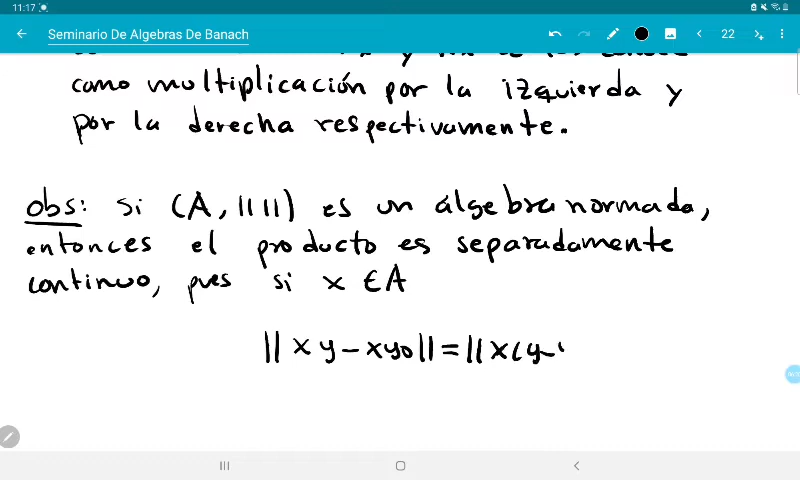 11:17
Seminario De Algebras De Banach
22
como multiplicación por la izquierda y
por la derecha respectivamente.
obs: si (A, || ||) es un álgebra normada,
entonces el producto es separadamente
continuo, pues si x ∈ A
|| xy - xy₀ || = || x(y-